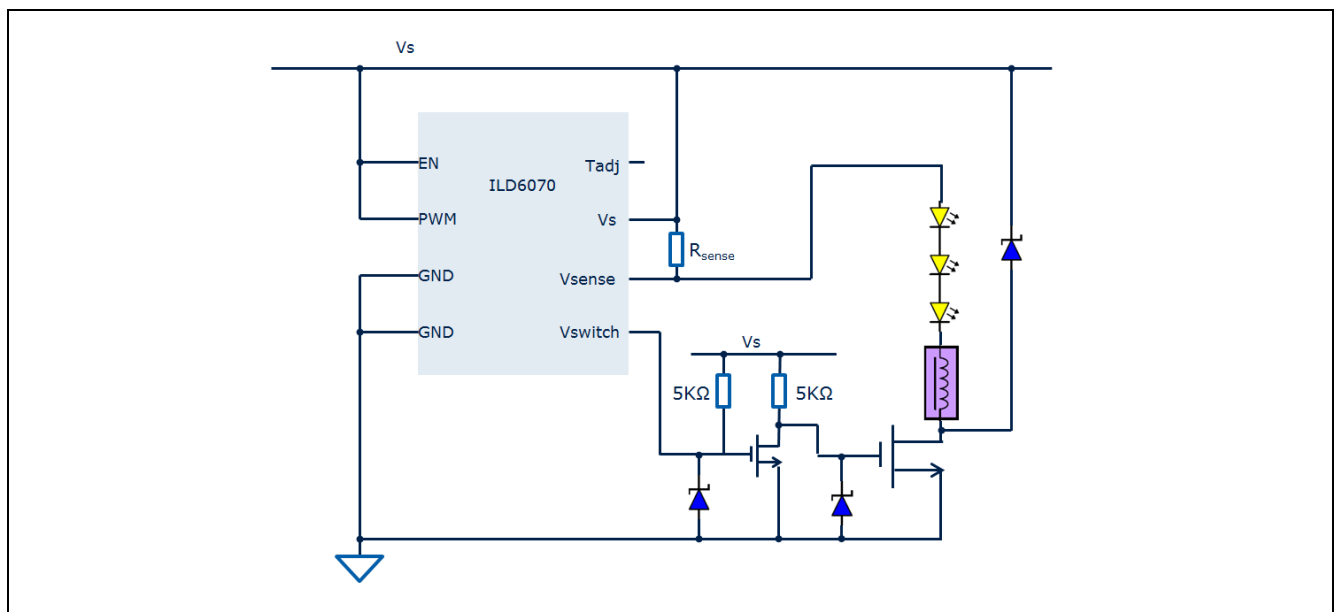 Vs
EN
Tadj
ILD6070
PWM
Vs
Rsense
GND
Vsense
GND
Vswitch
Vs
5KΩ
5KΩ